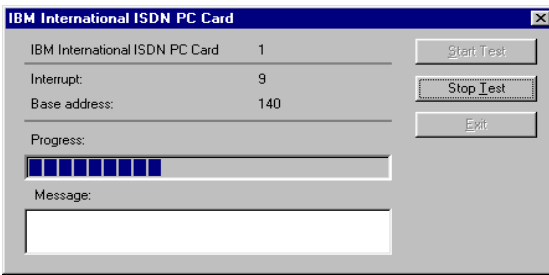 IBM International ISDN PC Card
IBM International ISDN PC Card 1
Start Test
Interrupt: 9
Stop Test
Base address: 140
Exit
Progress:
Message: